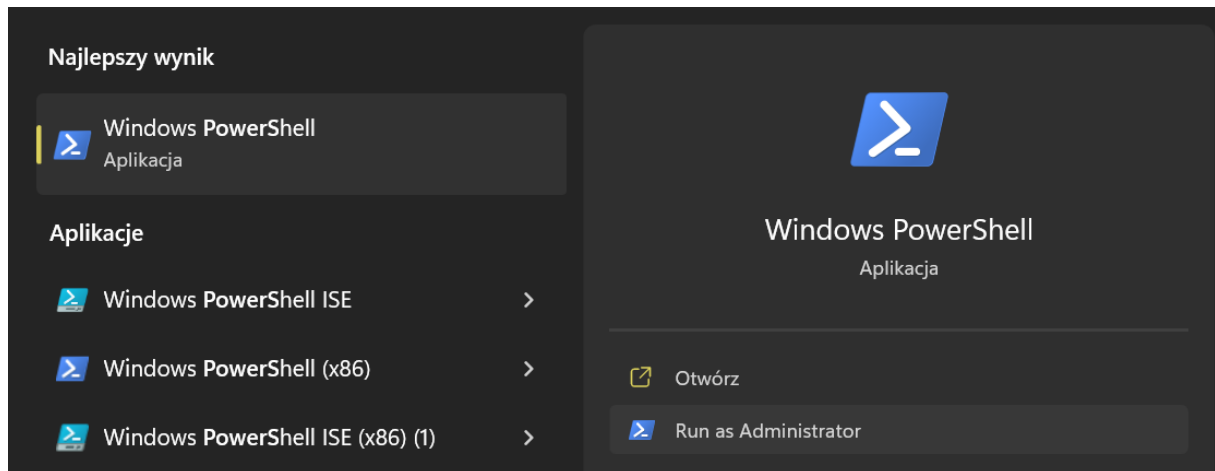 Najlepszy wynik
Windows PowerShell
Aplikacja
Aplikacje
Windows PowerShell ISE
Windows PowerShell (x86)
Windows PowerShell ISE (x86) (1)
Windows PowerShell
Aplikacja
Otwórz
Run as Administrator